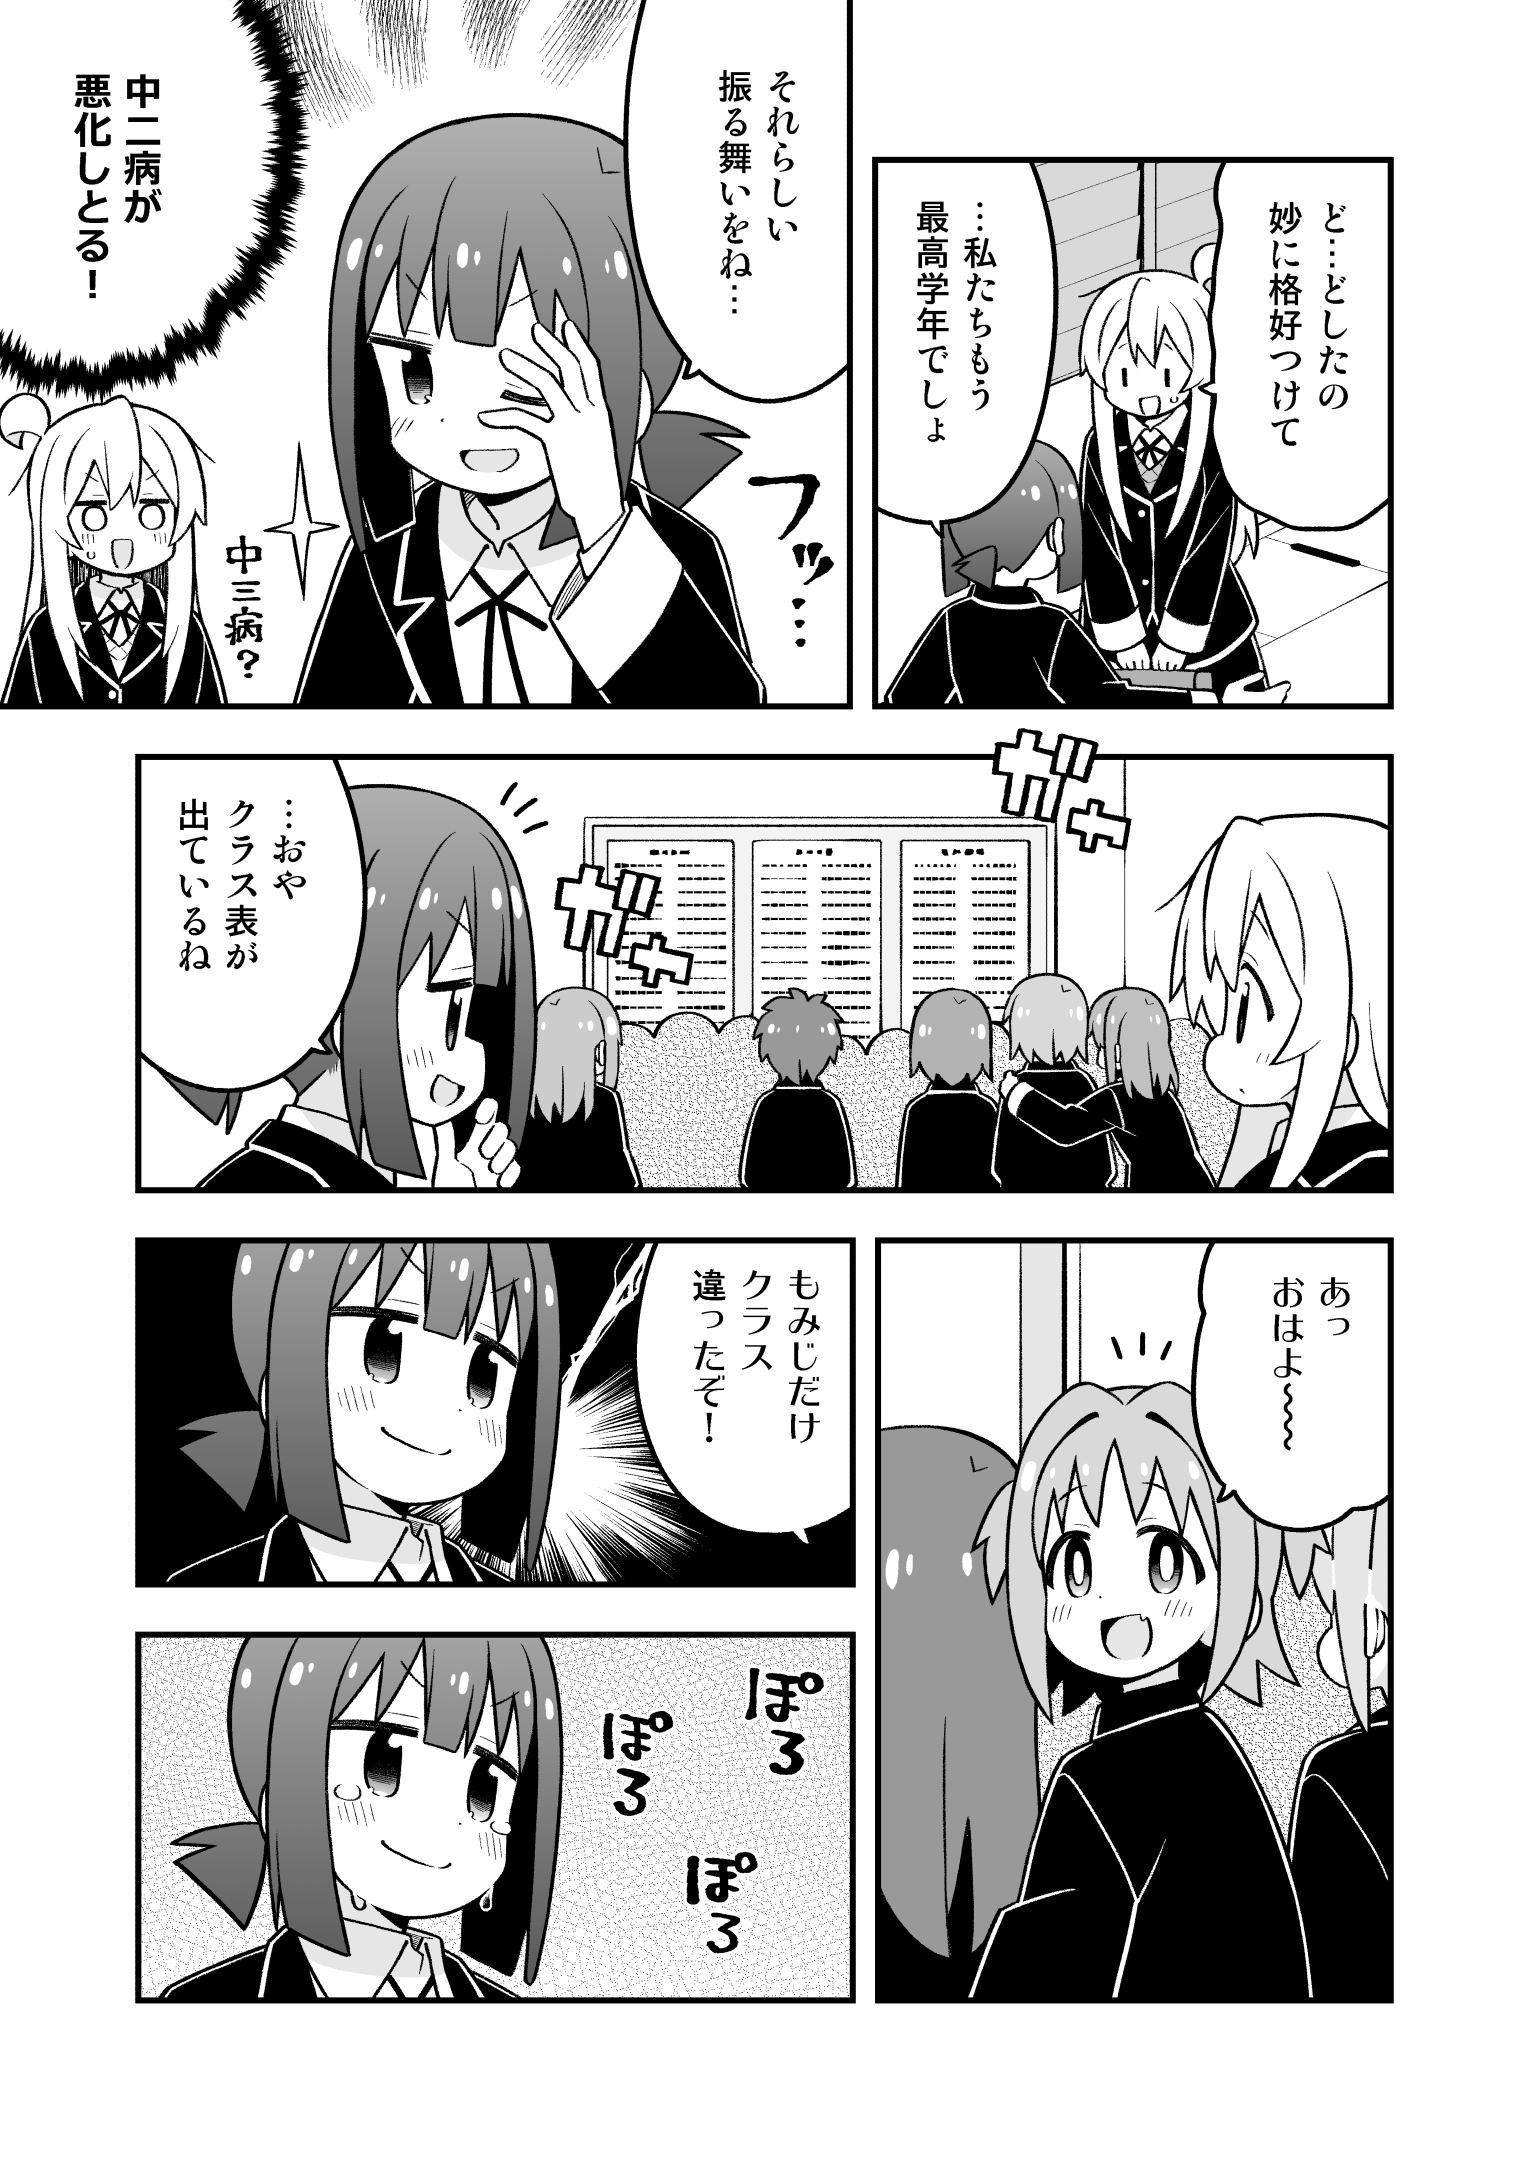 ど…どしたの
妙に格好つけて
…私たちもう
最高学年でしょ
それらしい
振る舞いをね…
フッ…
中二病が
悪化しとる！
中三病？
ガヤ
ガヤ
…おや
クラス表が
出ているね
あっ
おはよ〜〜
もみじだけ
クラス
違ったぞ！
ぽろ
ぽろ
ぽろ